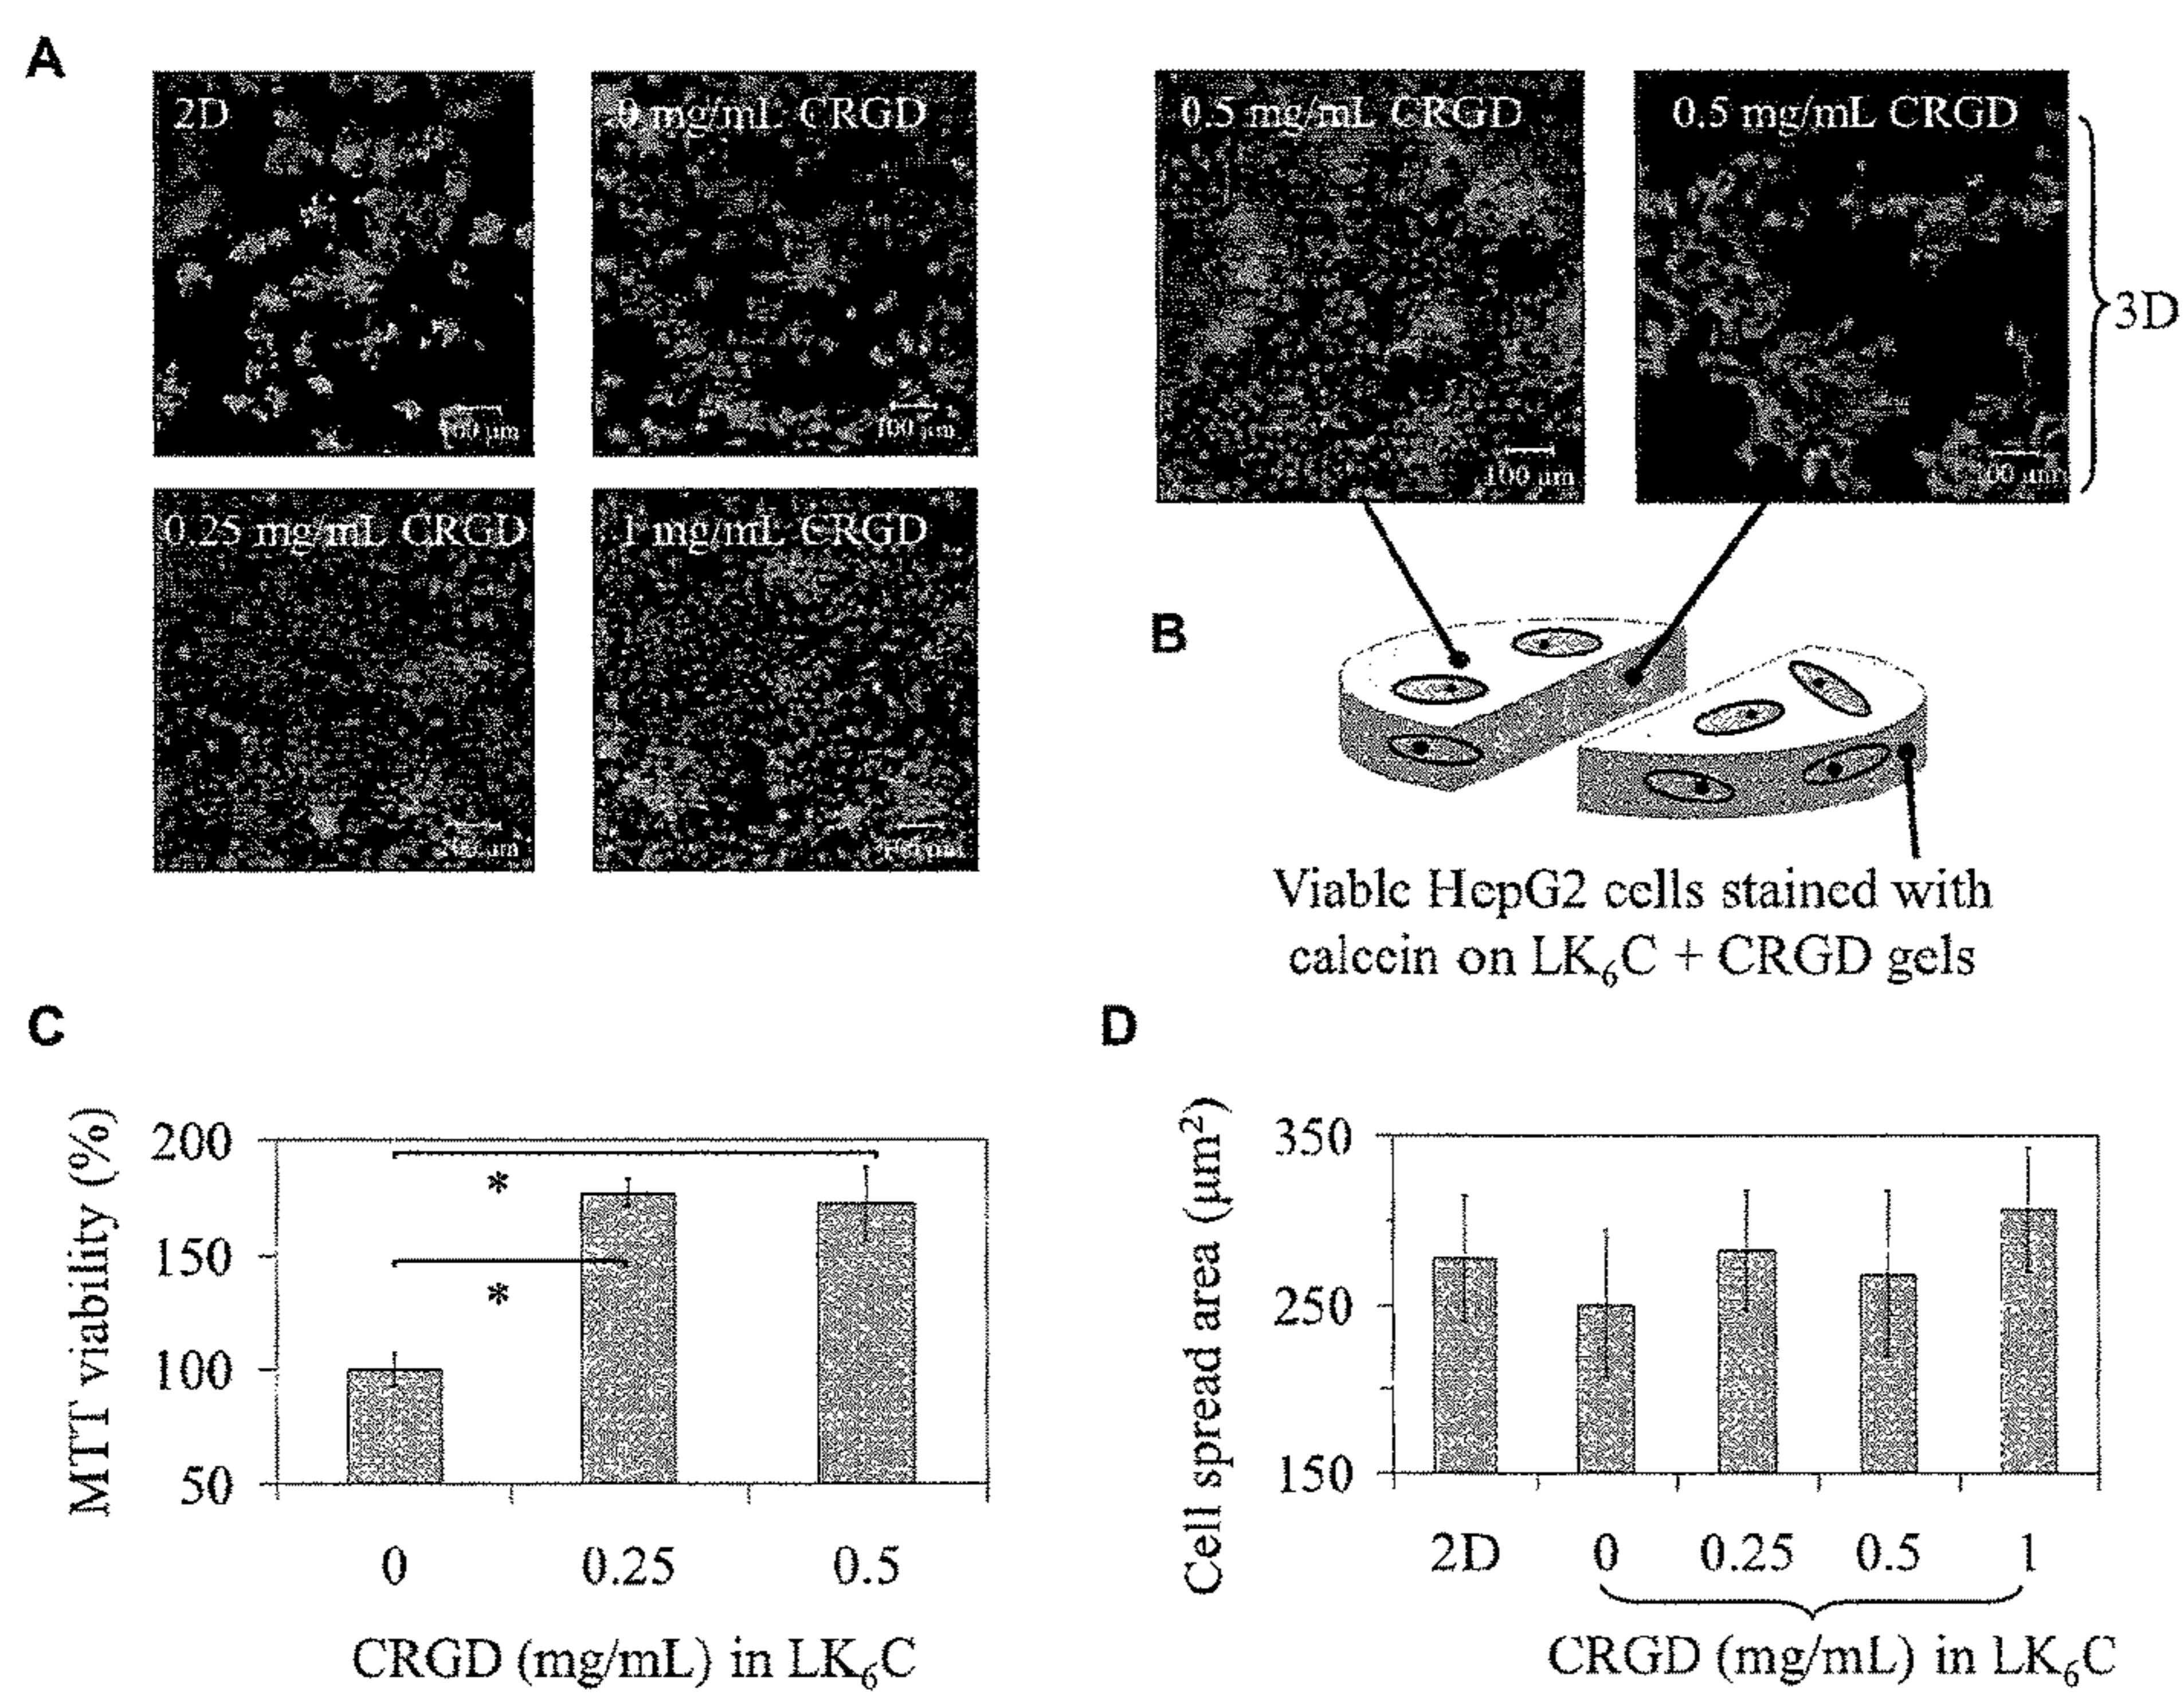 A
2D
0 mg/mL CRGD
100 µm
0.25 mg/mL CRGD
1 mg/mL CRGD
0.5 mg/mL CRGD
0.5 mg/mL CRGD
100 µm
100 µm
3D
B
Viable HepG2 cells stained with
calcein on LK₆C + CRGD gels
C
MTT viability (%)
200
150
100
50
*
*
0 0.25 0.5
CRGD (mg/mL) in LK₆C
D
Cell spread area (µm²)
350
250
150
2D 0 0.25 0.5 1
CRGD (mg/mL) in LK₆C